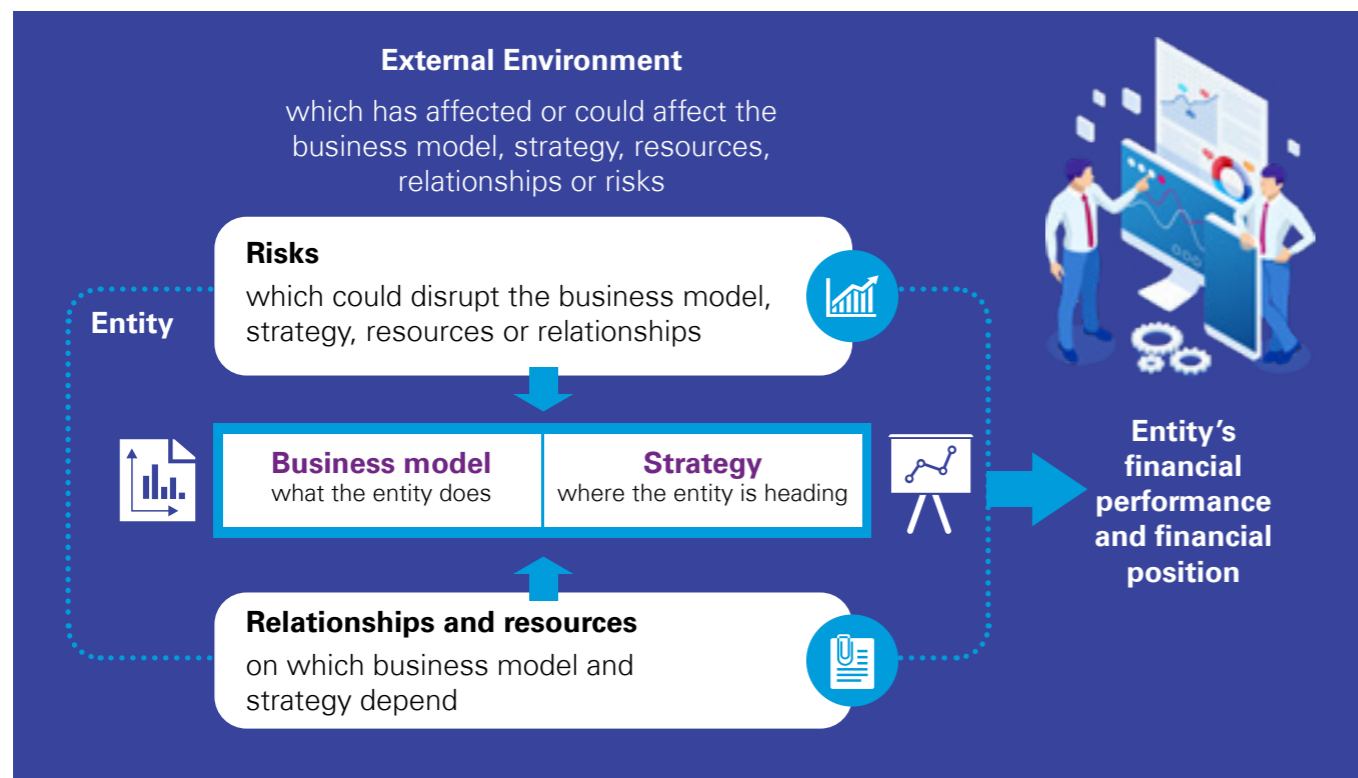 External Environment
which has affected or could affect the
business model, strategy, resources,
relationships or risks
Risks
which could disrupt the business model,
strategy, resources or relationships
Entity
Business model
what the entity does
Strategy
where the entity is heading
Entity’s
financial
performance
and financial
position
Relationships and resources
on which business model and
strategy depend